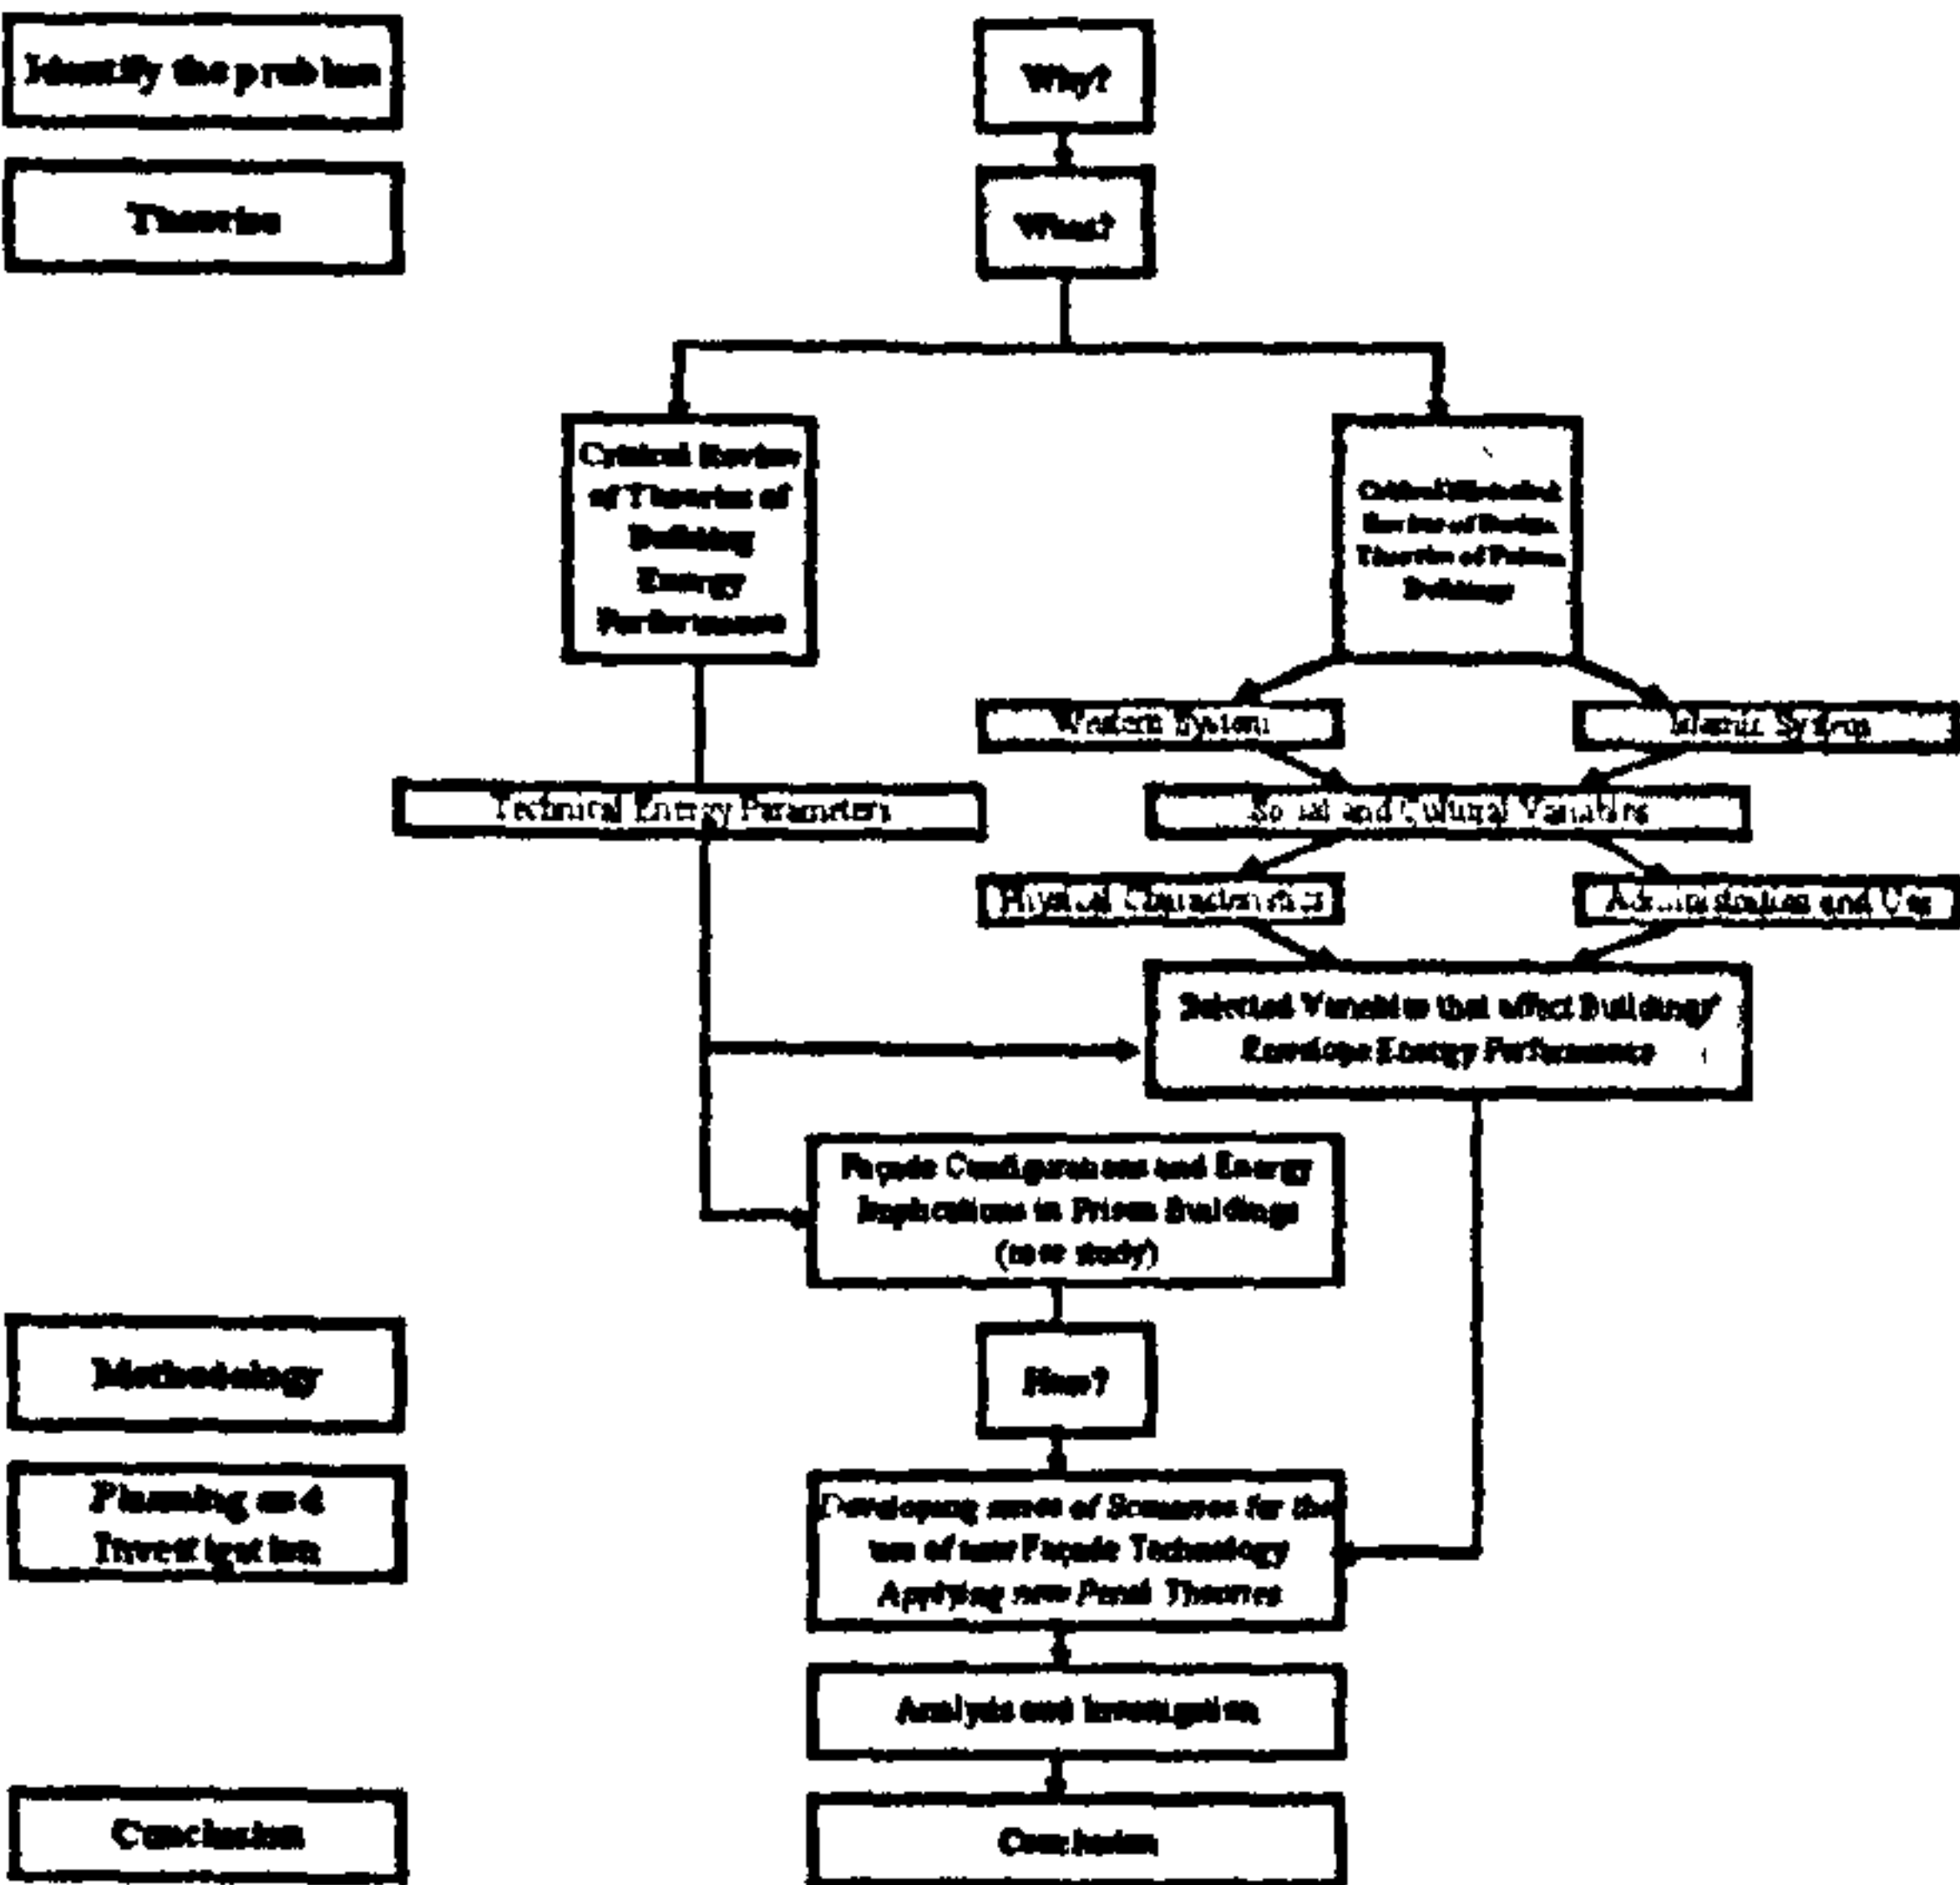 Identify the problem
Why?
Theories
What?
Critical Review
of Theories of
Building
Energy
Performance
Review of Design
Theories of Prison
Buildings
Western System
Islamic System
Technical Energy Parameters
Social and Cultural Variables
Physical Characteristics
Administration and Use
Selected Variables that affect Building
Envelope Energy Performance
Façade Configurations and Energy
Implications in Prison Buildings
(case study)
Methodology
How?
Planning and
Investigation
Developing series of Scenarios for the
use of new Façade Technology
Applying new Penal Theories
Analysis and Investigation
Conclusion
Conclusion